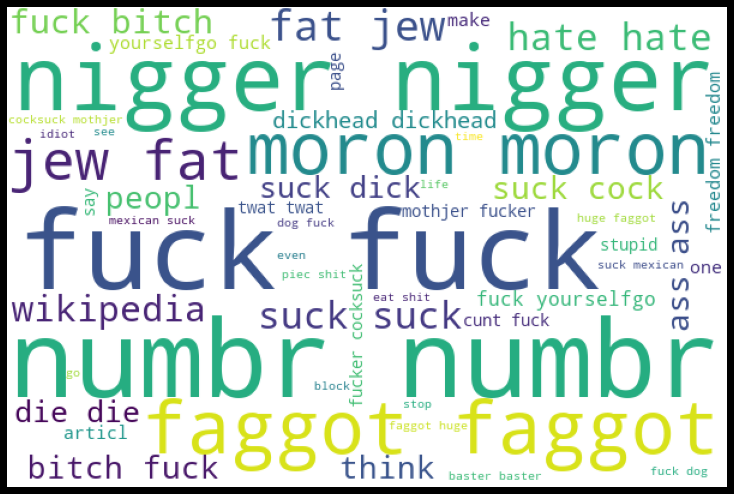 fuck bitch
fat jew
make
hate hate
yourselfgo fuck
page
nigger nigger
freedom freedom
cocksuck mothjer
dickhead dickhead
idiot
see
time
jew fat
moron moron
say
peopl
suck dick
life
suck cock
mexican suck
twat twat
mothjer fucker
huge faggot
ass ass
dog fuck
fuck fuck
stupid
even
piec shit
suck mexican
one
fucker cocksuck
wikipedia
eat shit
fuck yourselfgo
suck suck
cunt fuck
numbr numbr
go
block
die die
stop
faggot faggot
articl
faggot huge
bitch fuck
think
baster baster
fuck dog